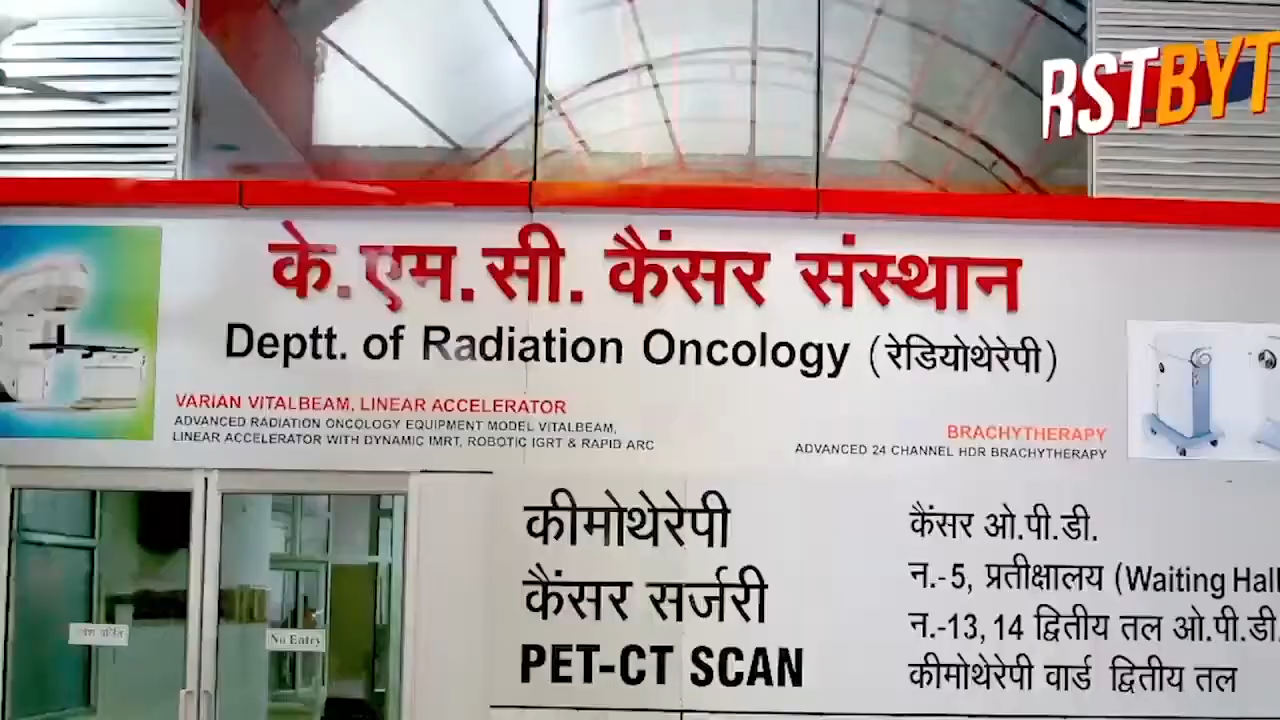 RSTBYT
के.एम.सी. कैंसर संस्थान
Deptt. of Radiation Oncology (रेडियोथेरेपी)
VARIAN VITALBEAM, LINEAR ACCELERATOR
ADVANCED RADIATION ONCOLOGY EQUIPMENT MODEL VITALBEAM,
LINEAR ACCELERATOR WITH DYNAMIC IMRT, ROBOTIC IGRT & RAPID ARC
BRACHYTHERAPY
ADVANCED 24 CHANNEL HDR BRACHYTHERAPY
कीमोथेरेपी
कैंसर सर्जरी
PET-CT SCAN
कैंसर ओ.पी.डी.
न.-5, प्रतीक्षालय (Waiting Hall
न.-13, 14 द्वितीय तल ओ.पी.डी.
कीमोथेरेपी वार्ड द्वितीय तल
No Entry